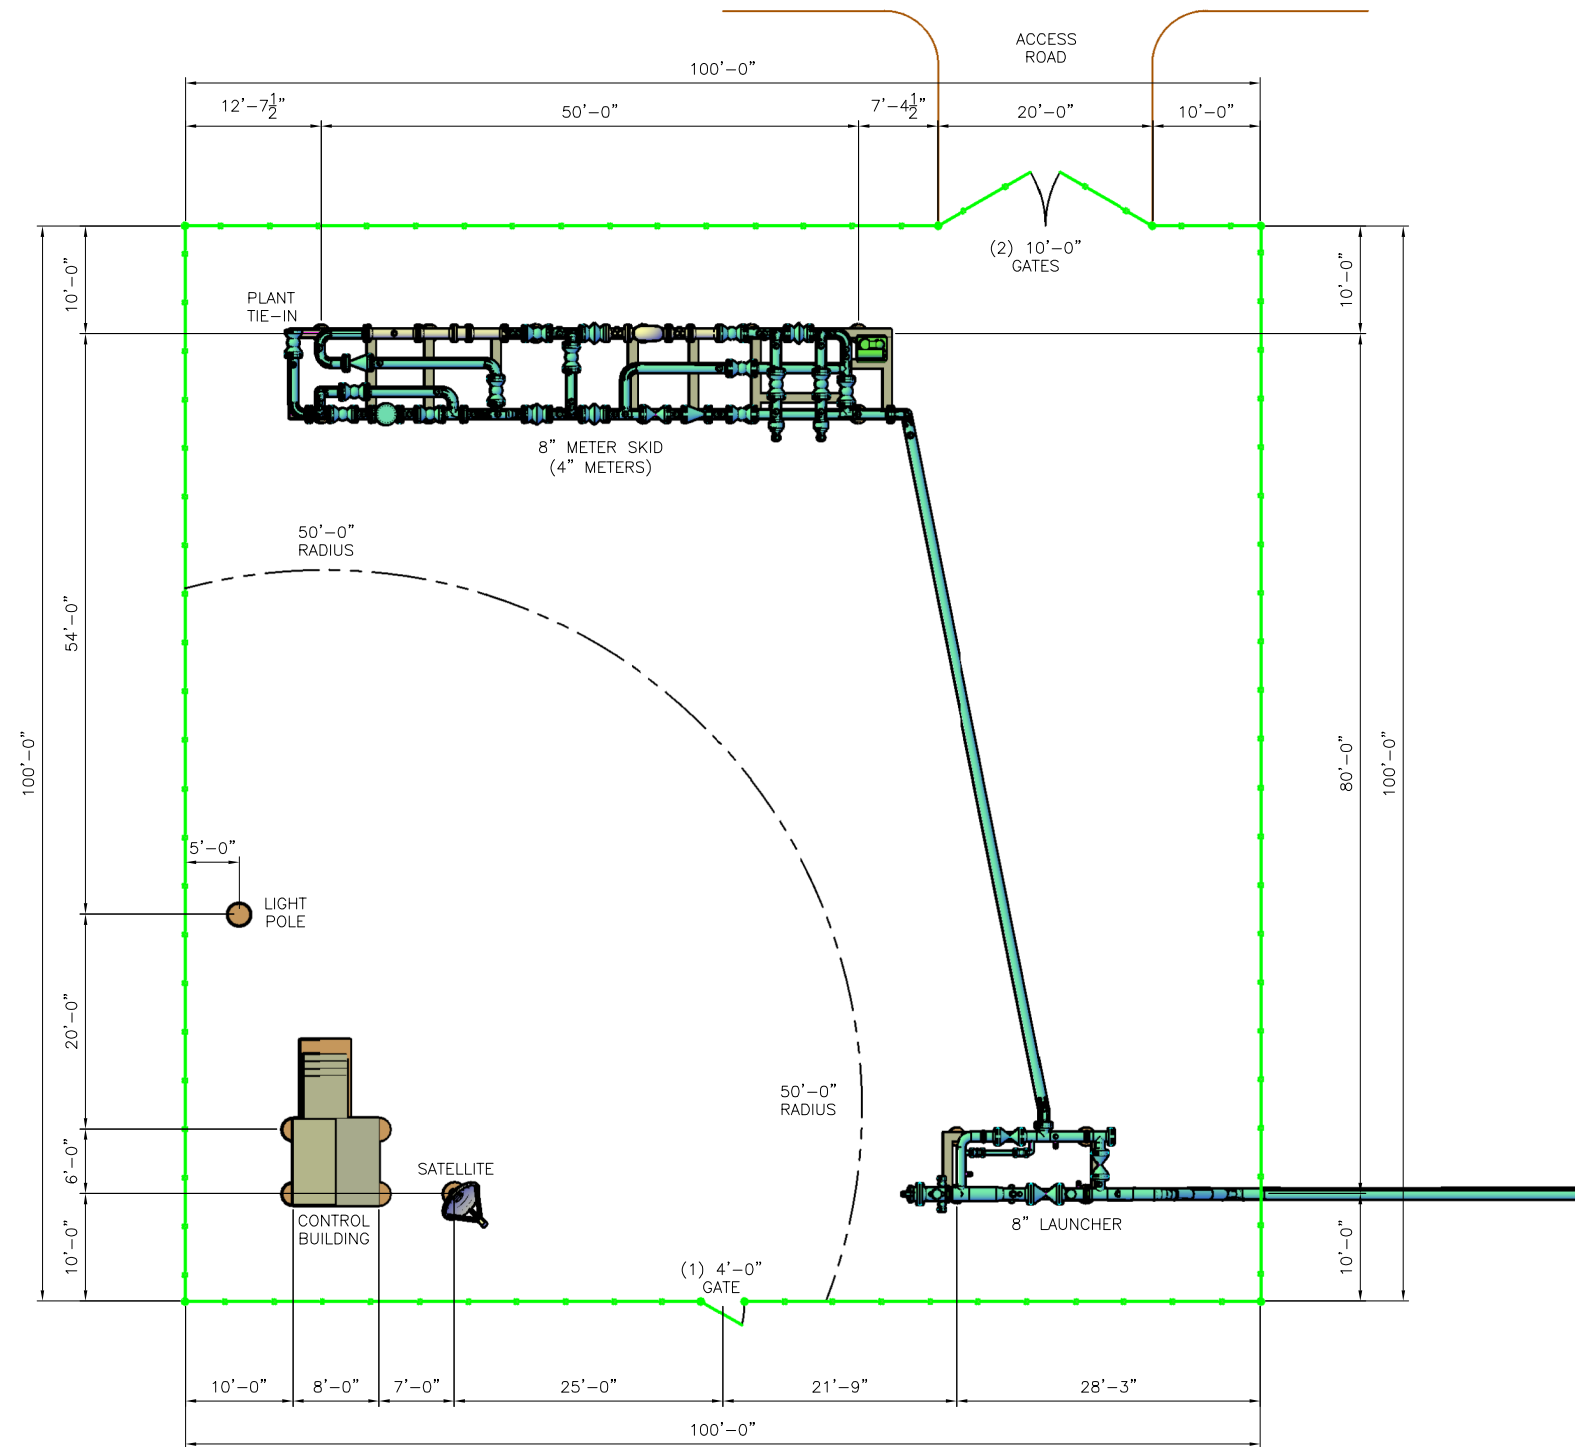 ACCESS
ROAD
100'-0"
12'-7½"
50'-0"
7'-4½"
20'-0"
10'-0"
(2) 10'-0"
GATES
10'-0"
10'-0"
PLANT
TIE-IN
8" METER SKID
(4" METERS)
50'-0"
RADIUS
54'-0"
100'-0"
80'-0"
100'-0"
5'-0"
LIGHT
POLE
20'-0"
50'-0"
RADIUS
6'-0"
SATELLITE
CONTROL
BUILDING
8" LAUNCHER
10'-0"
10'-0"
(1) 4'-0"
GATE
10'-0"
8'-0"
7'-0"
25'-0"
21'-9"
28'-3"
100'-0"